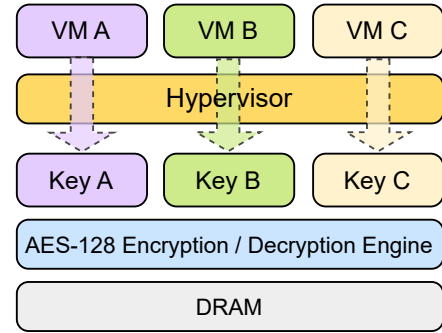 VM A
VM B
VM C
Hypervisor
Key A
Key B
Key C
AES-128 Encryption / Decryption Engine
DRAM